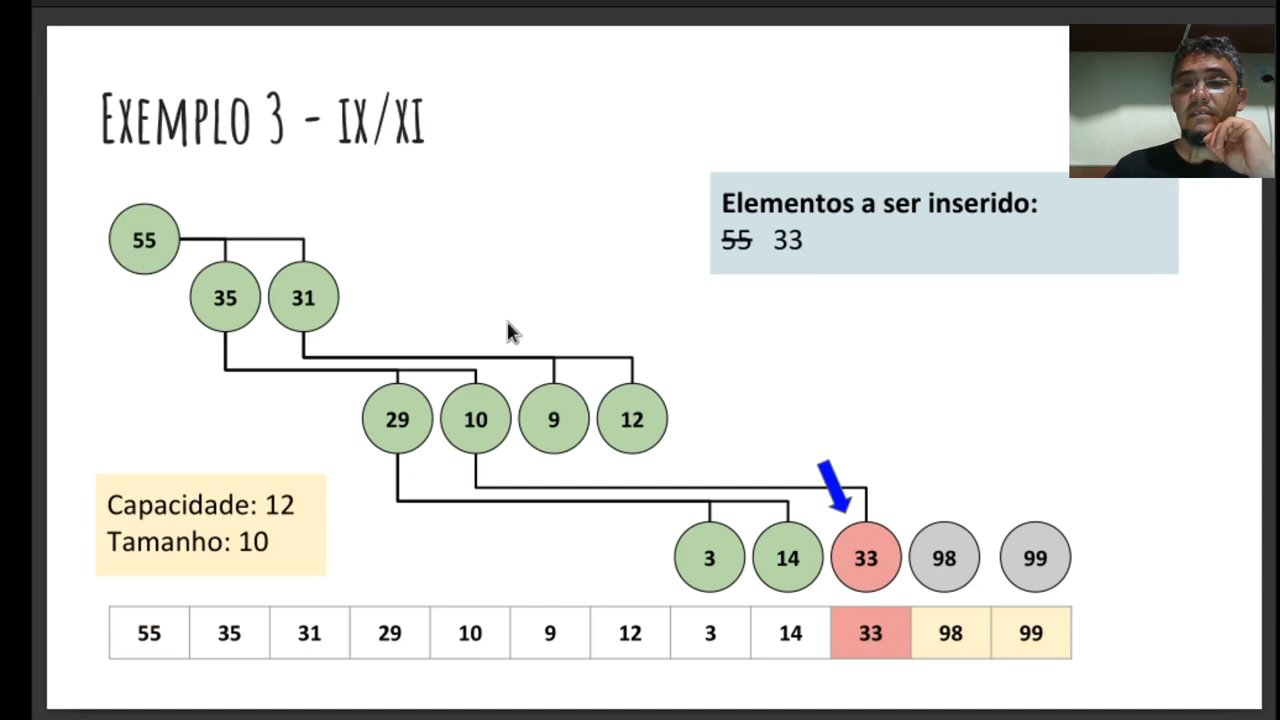 Exemplo 3 - ix/xi
Elementos a ser inserido:
55 33
55
35 31
29 10 9 12
Capacidade: 12
Tamanho: 10
3 14 33 98 99
55 35 31 29 10 9 12 3 14 33 98 99